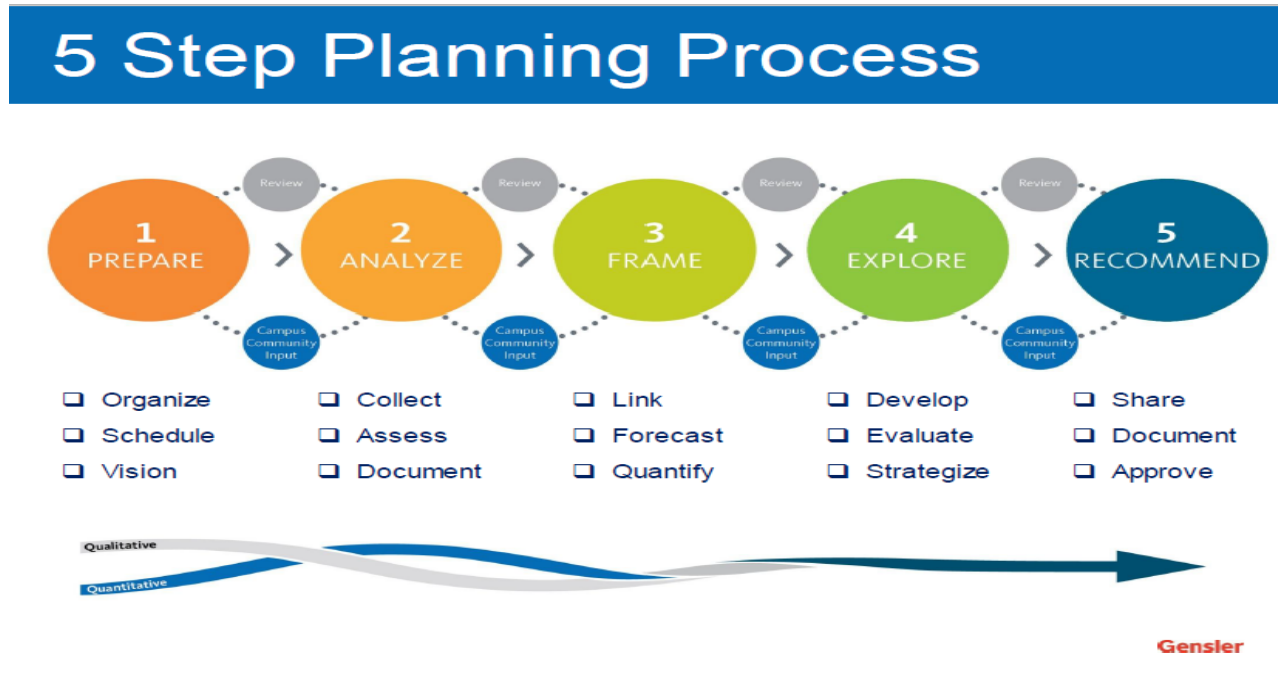 5 Step Planning Process
Review
Review
Review
Review
1
PREPARE
>
2
ANALYZE
>
3
FRAME
>
4
EXPLORE
>
5
RECOMMEND
Campus
Community
Input
Campus
Community
Input
Campus
Community
Input
Campus
Community
Input
Organize
Schedule
Vision
Collect
Assess
Document
Link
Forecast
Quantify
Develop
Evaluate
Strategize
Share
Document
Approve
Qualitative
Quantitative
Gensler